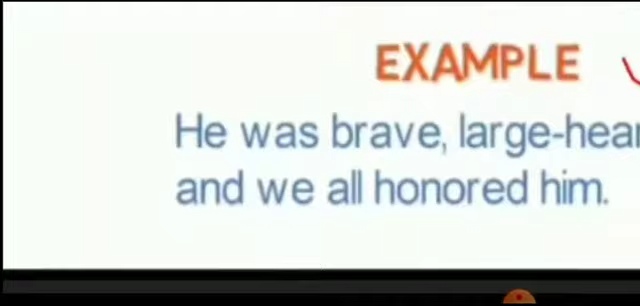 EXAMPLE
He was brave, large-hear
and we all honored him.